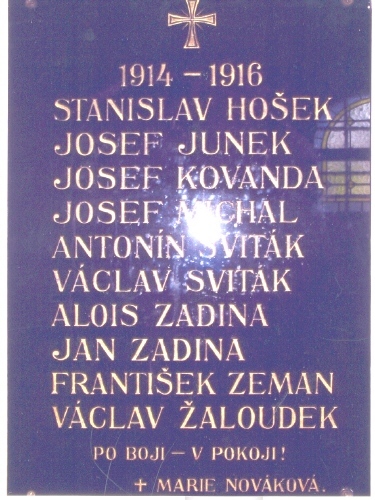 1914 – 1916
STANISLAV HOŠEK
JOSEF JUNEK
JOSEF KOVANDA
JOSEF MICHAL
ANTONÍN SVITÁK
VÁCLAV SVITÁK
ALOIS ZADINA
JAN ZADINA
FRANTIŠEK ZEMAN
VÁCLAV ŽALOUDEK
PO BOJI – V POKOJI!
+ MARIE NOVÁKOVÁ.